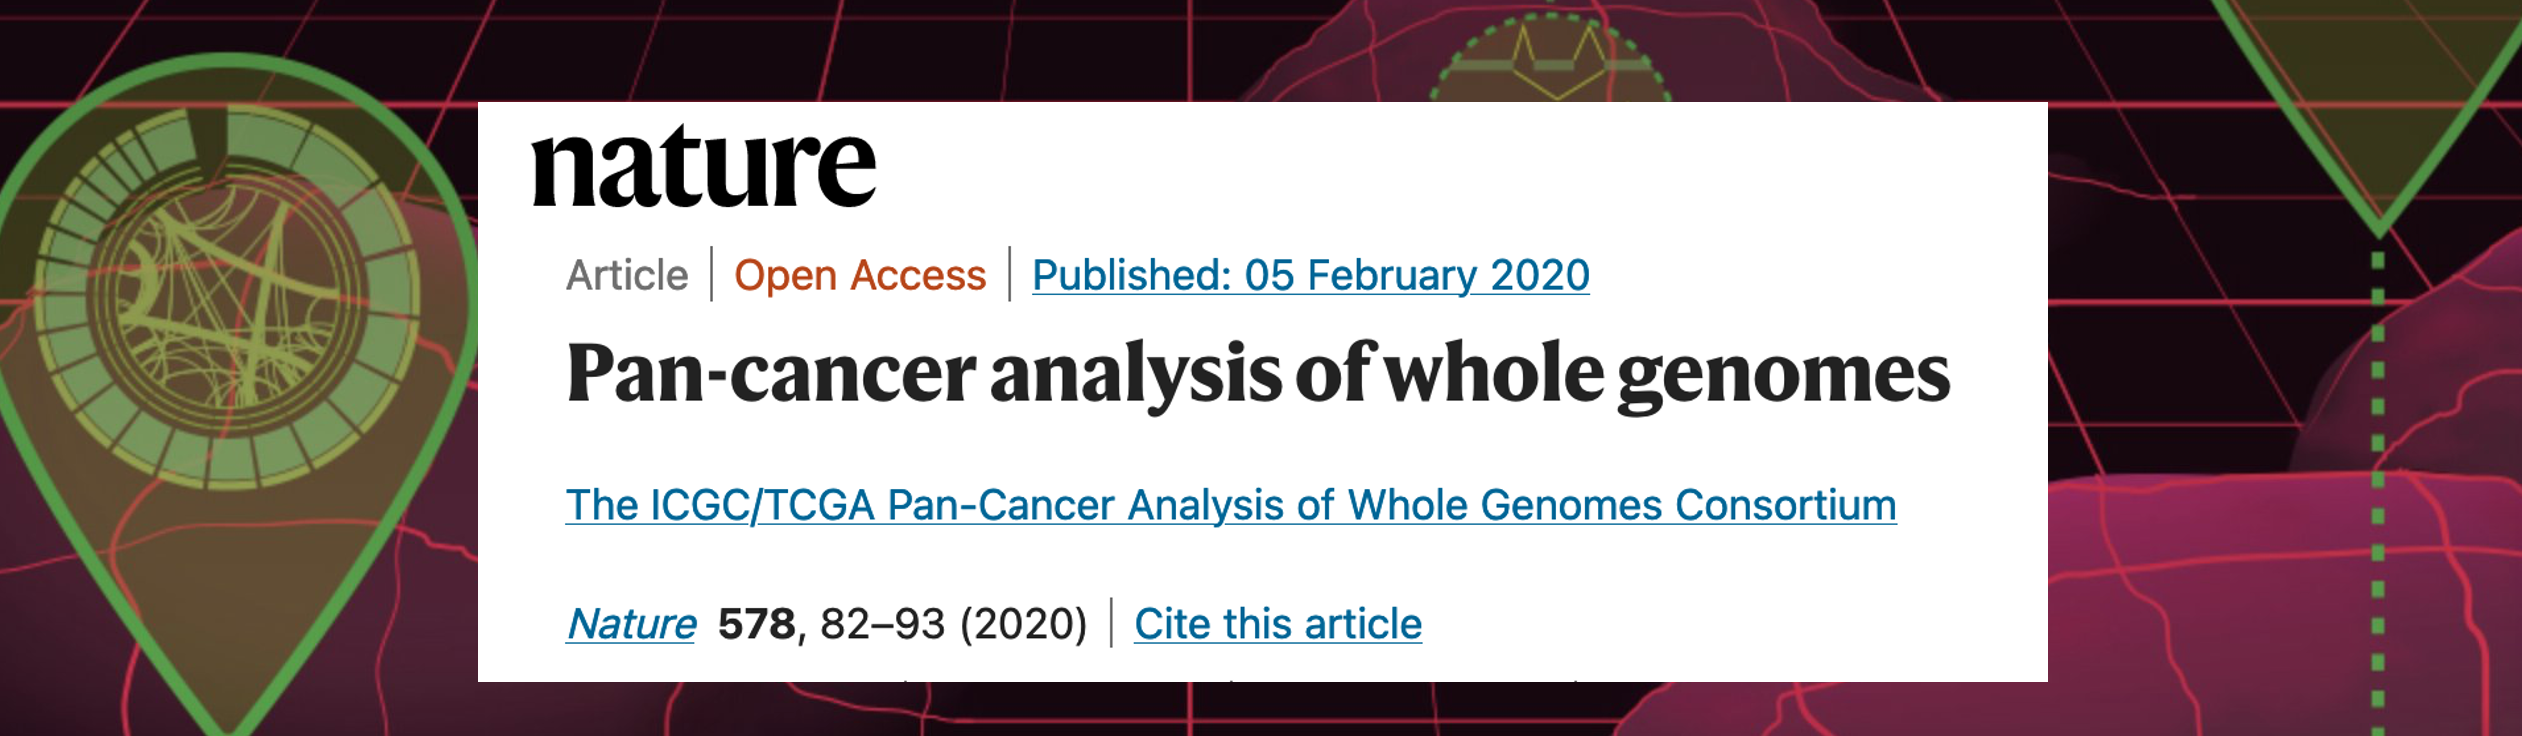 nature
Article | Open Access | Published: 05 February 2020
Pan-cancer analysis of whole genomes
The ICGC/TCGA Pan-Cancer Analysis of Whole Genomes Consortium
Nature 578, 82–93 (2020) | Cite this article